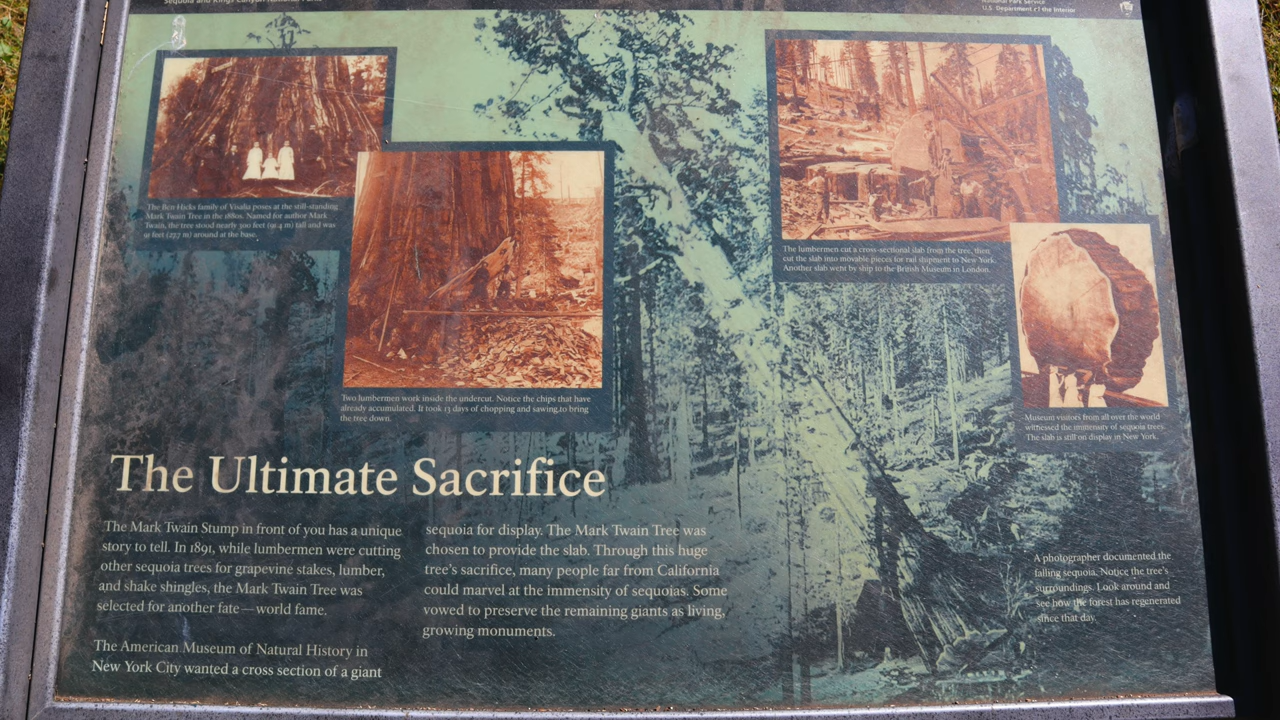 Sequoia and Kings Canyon National Parks
National Park Service
U.S. Department of the Interior
The Ben Hicks family of Visalia poses at the still-standing
Mark Twain Tree in the 1880s. Named for author Mark
Twain, the tree stood nearly 300 feet (91.4 m) tall and was
91 feet (27.7 m) around at the base.
Two lumbermen work inside the undercut. Notice the chips that have
already accumulated. It took 13 days of chopping and sawing to bring
the tree down.
The lumbermen cut a cross-sectional slab from the tree, then
cut the slab into movable pieces for rail shipment to New York.
Another slab went by ship to the British Museum in London.
Museum visitors from all over the world
witnessed the immensity of sequoia trees.
The slab is still on display in New York.
The Ultimate Sacrifice
The Mark Twain Stump in front of you has a unique
story to tell. In 1891, while lumbermen were cutting
other sequoia trees for grapevine stakes, lumber,
and shake shingles, the Mark Twain Tree was
selected for another fate—world fame.
The American Museum of Natural History in
New York City wanted a cross section of a giant
sequoia for display. The Mark Twain Tree was
chosen to provide the slab. Through this huge
tree's sacrifice, many people far from California
could marvel at the immensity of sequoias. Some
vowed to preserve the remaining giants as living,
growing monuments.
A photographer documented the
falling sequoia. Notice the tree's
surroundings. Look around and
see how the forest has regenerated
since that day.